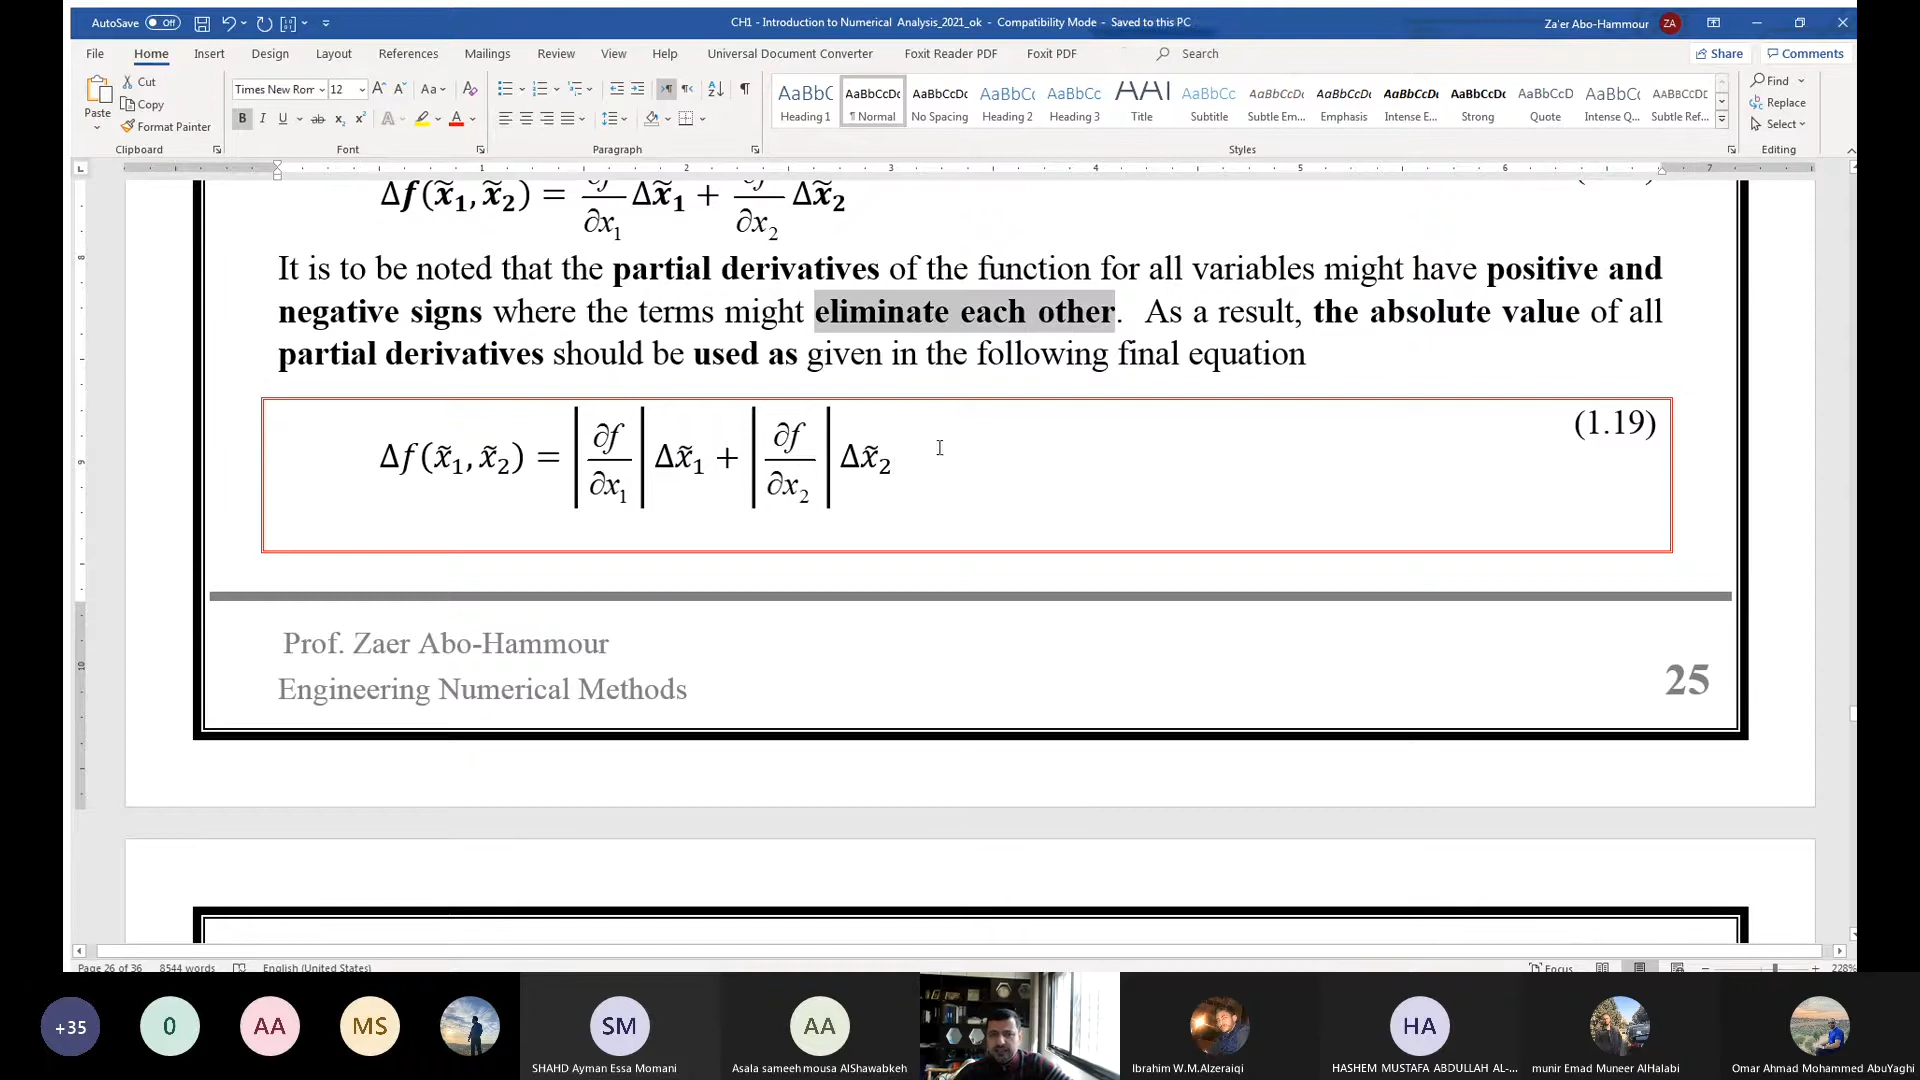 AutoSave Off
CH1 - Introduction to Numerical Analysis_2021_ok - Compatibility Mode - Saved to this PC
Za'er Abo-Hammour ZA
File Home Insert Design Layout References Mailings Review View Help Universal Document Converter Foxit Reader PDF Foxit PDF Search Share Comments
Paste Cut Copy Format Painter
Times New Rom 12
AaBbC AaBbCcDc AaBbCcDc AaBbCc AaBbCc AAI AaBbCc AaBbCcD AaBbCcD AaBbCcDc AaBbCcDc AaBbCcD AaBbCc AaBbCcDc
Heading 1 ¶ Normal No Spacing Heading 2 Heading 3 Title Subtitle Subtle Em... Emphasis Intense E... Strong Quote Intense Q... Subtle Ref...
Find
Replace
Select
Clipboard Font Paragraph Styles Editing
1 2 3 4 5 6 7
Δf(x̃₁, x̃₂) = ∂f/∂x₁ Δx̃₁ + ∂f/∂x₂ Δx̃₂
It is to be noted that the partial derivatives of the function for all variables might have positive and
negative signs where the terms might eliminate each other. As a result, the absolute value of all
partial derivatives should be used as given in the following final equation
Δf(x̃₁, x̃₂) = |∂f/∂x₁| Δx̃₁ + |∂f/∂x₂| Δx̃₂ (1.19)
Prof. Zaer Abo-Hammour
Engineering Numerical Methods
25
Page 26 of 36 8544 words English (United States) Focus 228%
+35 0 AA MS SM AA HA
SHAHD Ayman Essa Momani
Asala sameeh mousa AlShawabkeh
Ibrahim W.M.Alzeraiqi
HASHEM MUSTAFA ABDULLAH AL-...
munir Emad Muneer AlHalabi
Omar Ahmad Mohammed AbuYaghi